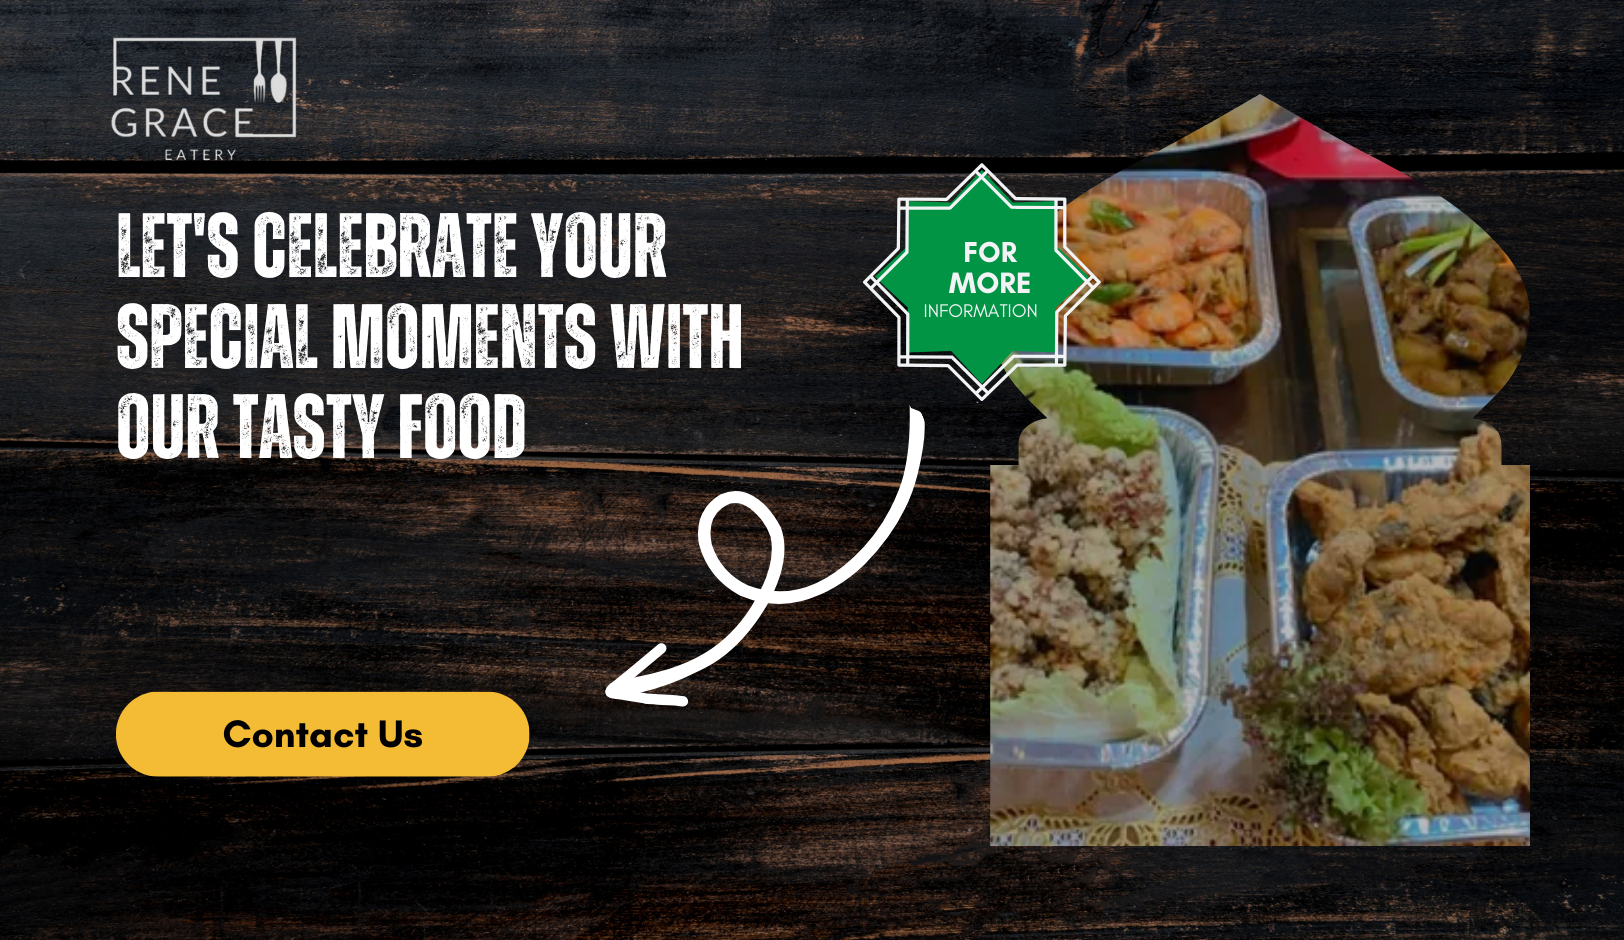 RENE
GRACE
EATERY
LET'S CELEBRATE YOUR
SPECIAL MOMENTS WITH
OUR TASTY FOOD
FOR
MORE
INFORMATION
Contact Us